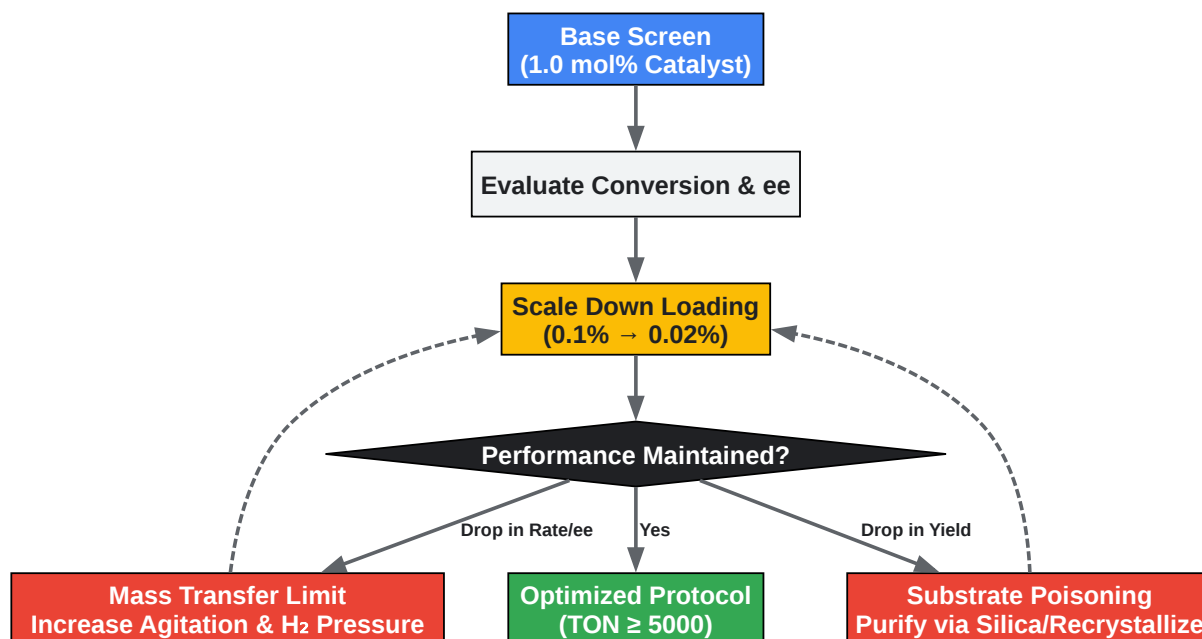 Base Screen
(1.0 mol% Catalyst)
Evaluate Conversion & ee
Scale Down Loading
(0.1% → 0.02%)
Performance Maintained?
Drop in Rate/ee
Yes
Drop in Yield
Mass Transfer Limit
Increase Agitation & H₂ Pressure
Optimized Protocol
(TON ≥ 5000)
Substrate Poisoning
Purify via Silica/Recrystallize